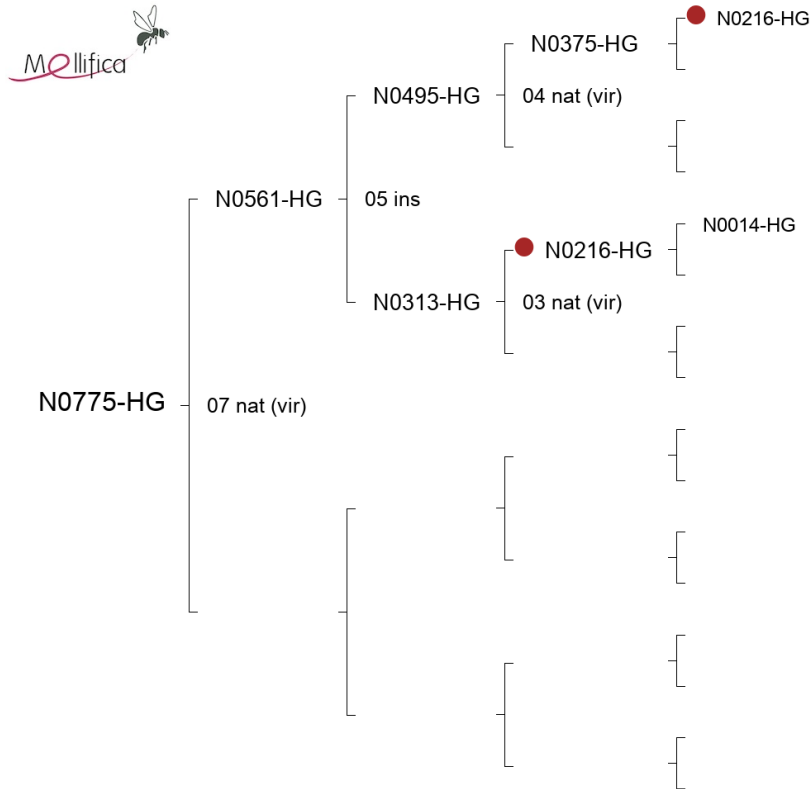 Mellifica
N0216-HG
N0375-HG
N0495-HG
04 nat (vir)
N0561-HG
05 ins
N0014-HG
N0216-HG
N0313-HG
03 nat (vir)
N0775-HG
07 nat (vir)